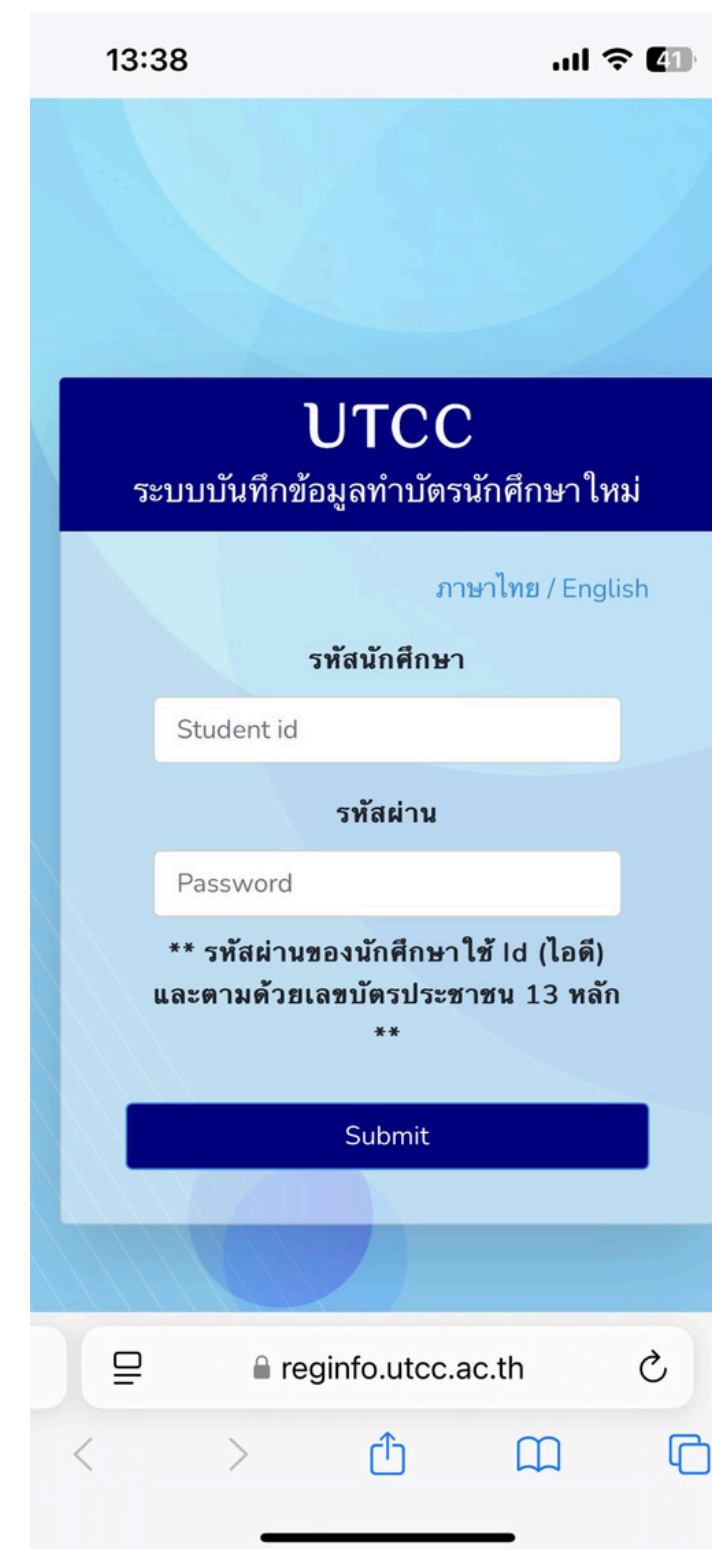 13:38
41
UTCC
ระบบบันทึกข้อมูลทำบัตรนักศึกษาใหม่
ภาษาไทย / English
รหัสนักศึกษา
Student id
รหัสผ่าน
Password
** รหัสผ่านของนักศึกษาใช้ Id (ไอดี)
และตามด้วยเลขบัตรประชาชน 13 หลัก
**
Submit
reginfo.utcc.ac.th